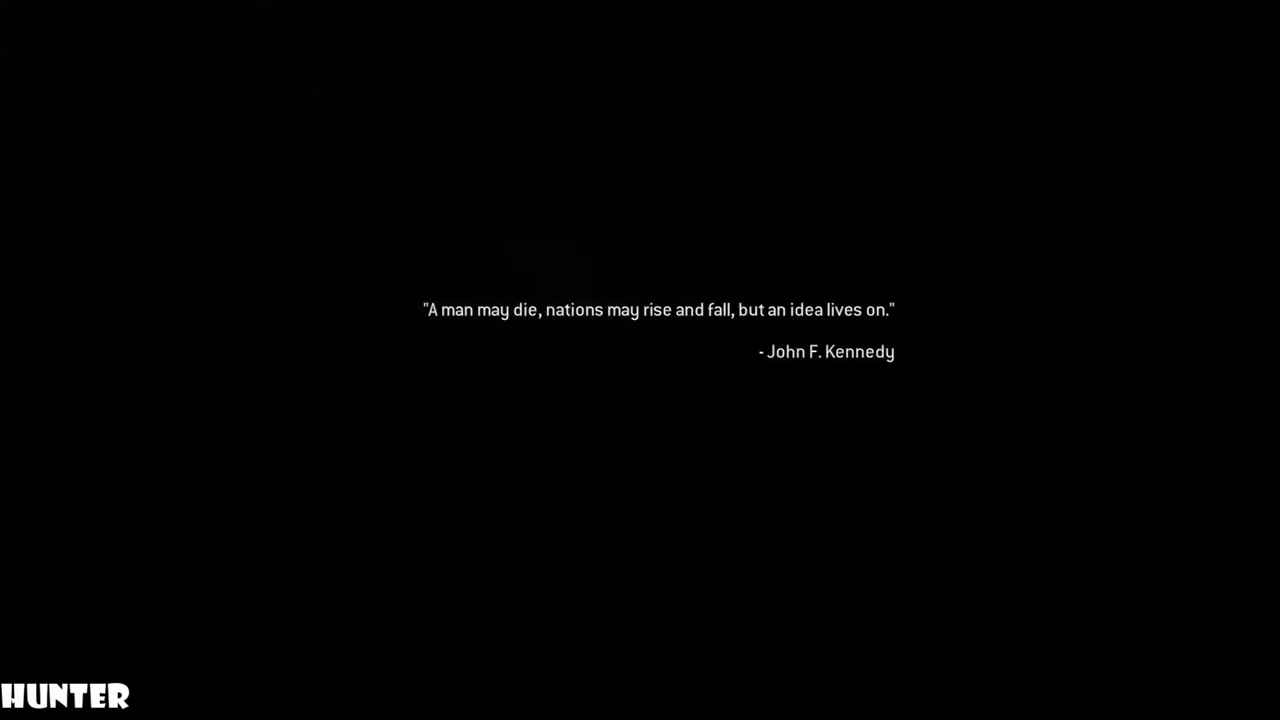 "A man may die, nations may rise and fall, but an idea lives on."
- John F. Kennedy
HUNTER